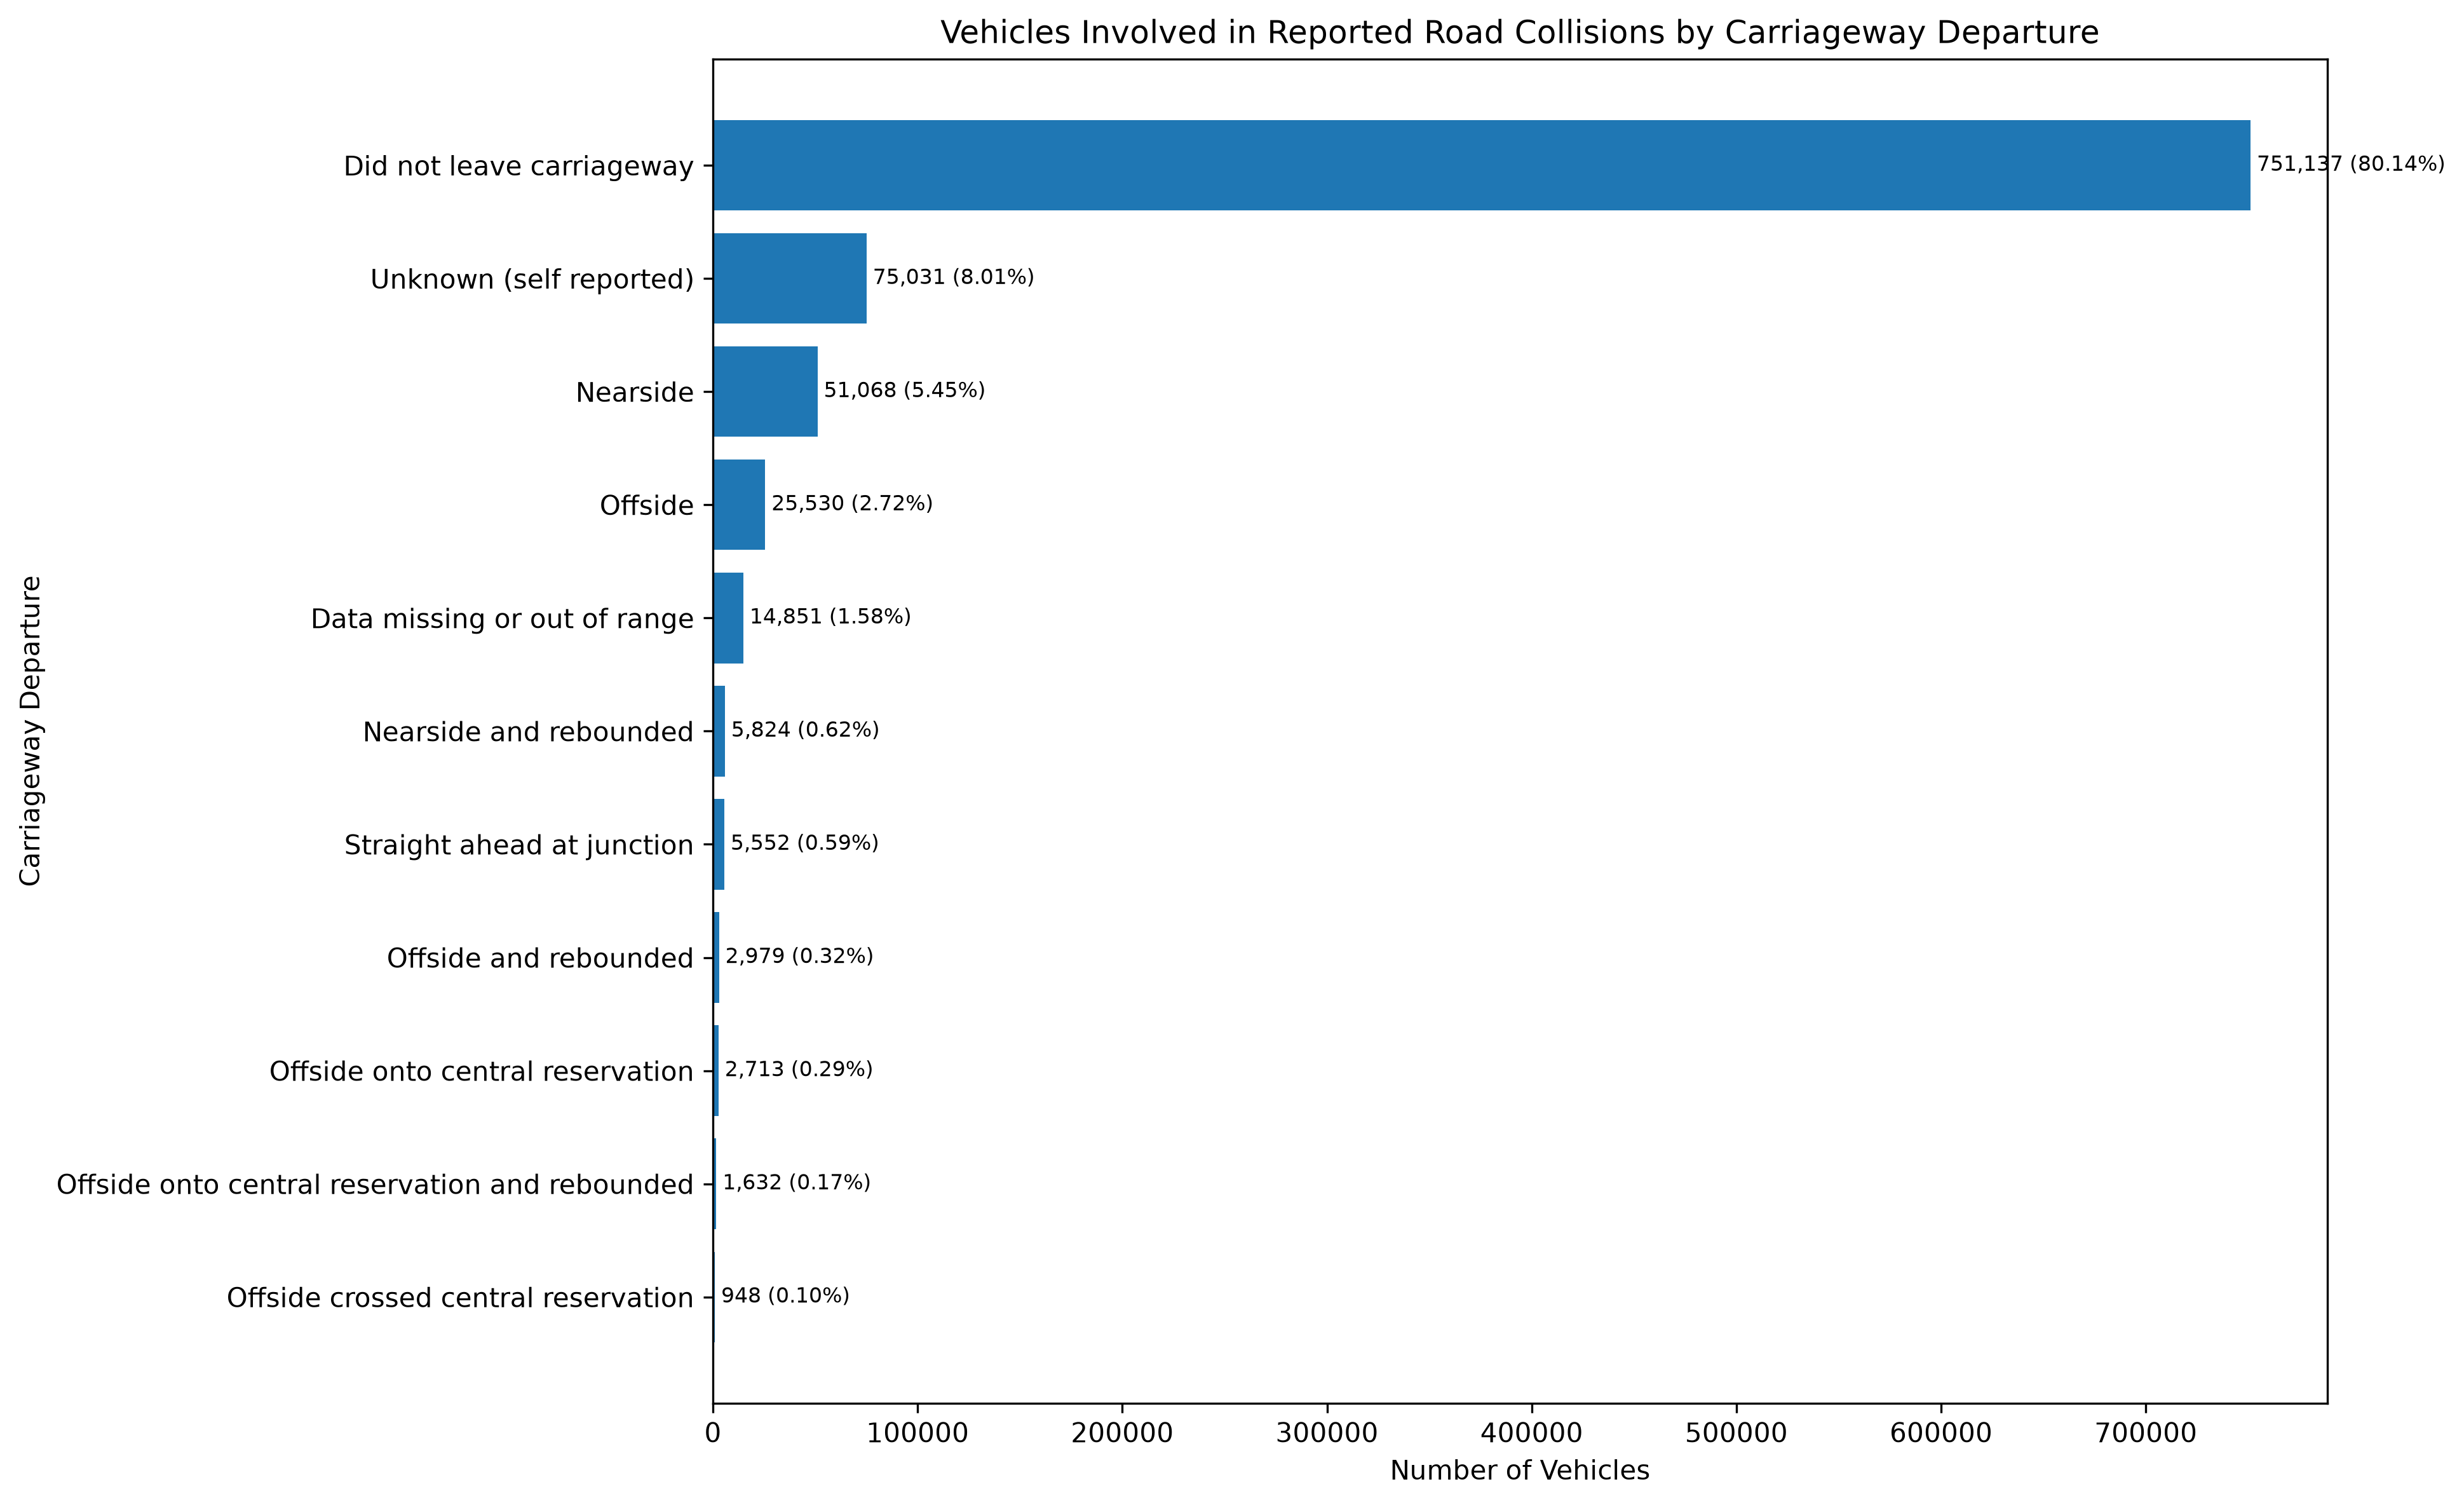 Vehicles Involved in Reported Road Collisions by Carriageway Departure
Did not leave carriageway 751,137 (80.14%)
Unknown (self reported) 75,031 (8.01%)
Nearside 51,068 (5.45%)
Offside 25,530 (2.72%)
Data missing or out of range 14,851 (1.58%)
Nearside and rebounded 5,824 (0.62%)
Straight ahead at junction 5,552 (0.59%)
Offside and rebounded 2,979 (0.32%)
Offside onto central reservation 2,713 (0.29%)
Offside onto central reservation and rebounded 1,632 (0.17%)
Offside crossed central reservation 948 (0.10%)
Carriageway Departure
0 100000 200000 300000 400000 500000 600000 700000
Number of Vehicles